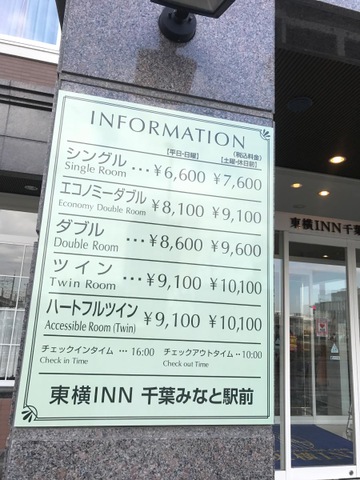 INFORMATION
[平日・日曜] (税込料金) [土曜・休日前]
シングル … ¥6,600 ¥7,600
Single Room
エコノミーダブル ¥8,100 ¥9,100
Economy Double Room
ダブル … ¥8,600 ¥9,600
Double Room
ツイン … ¥9,100 ¥10,100
Twin Room
ハートフルツイン ¥9,100 ¥10,100
Accessible Room (Twin)
チェックインタイム … 16:00 チェックアウトタイム … 10:00
Check in Time Check out Time
東横INN 千葉みなと駅前
東横INN千葉